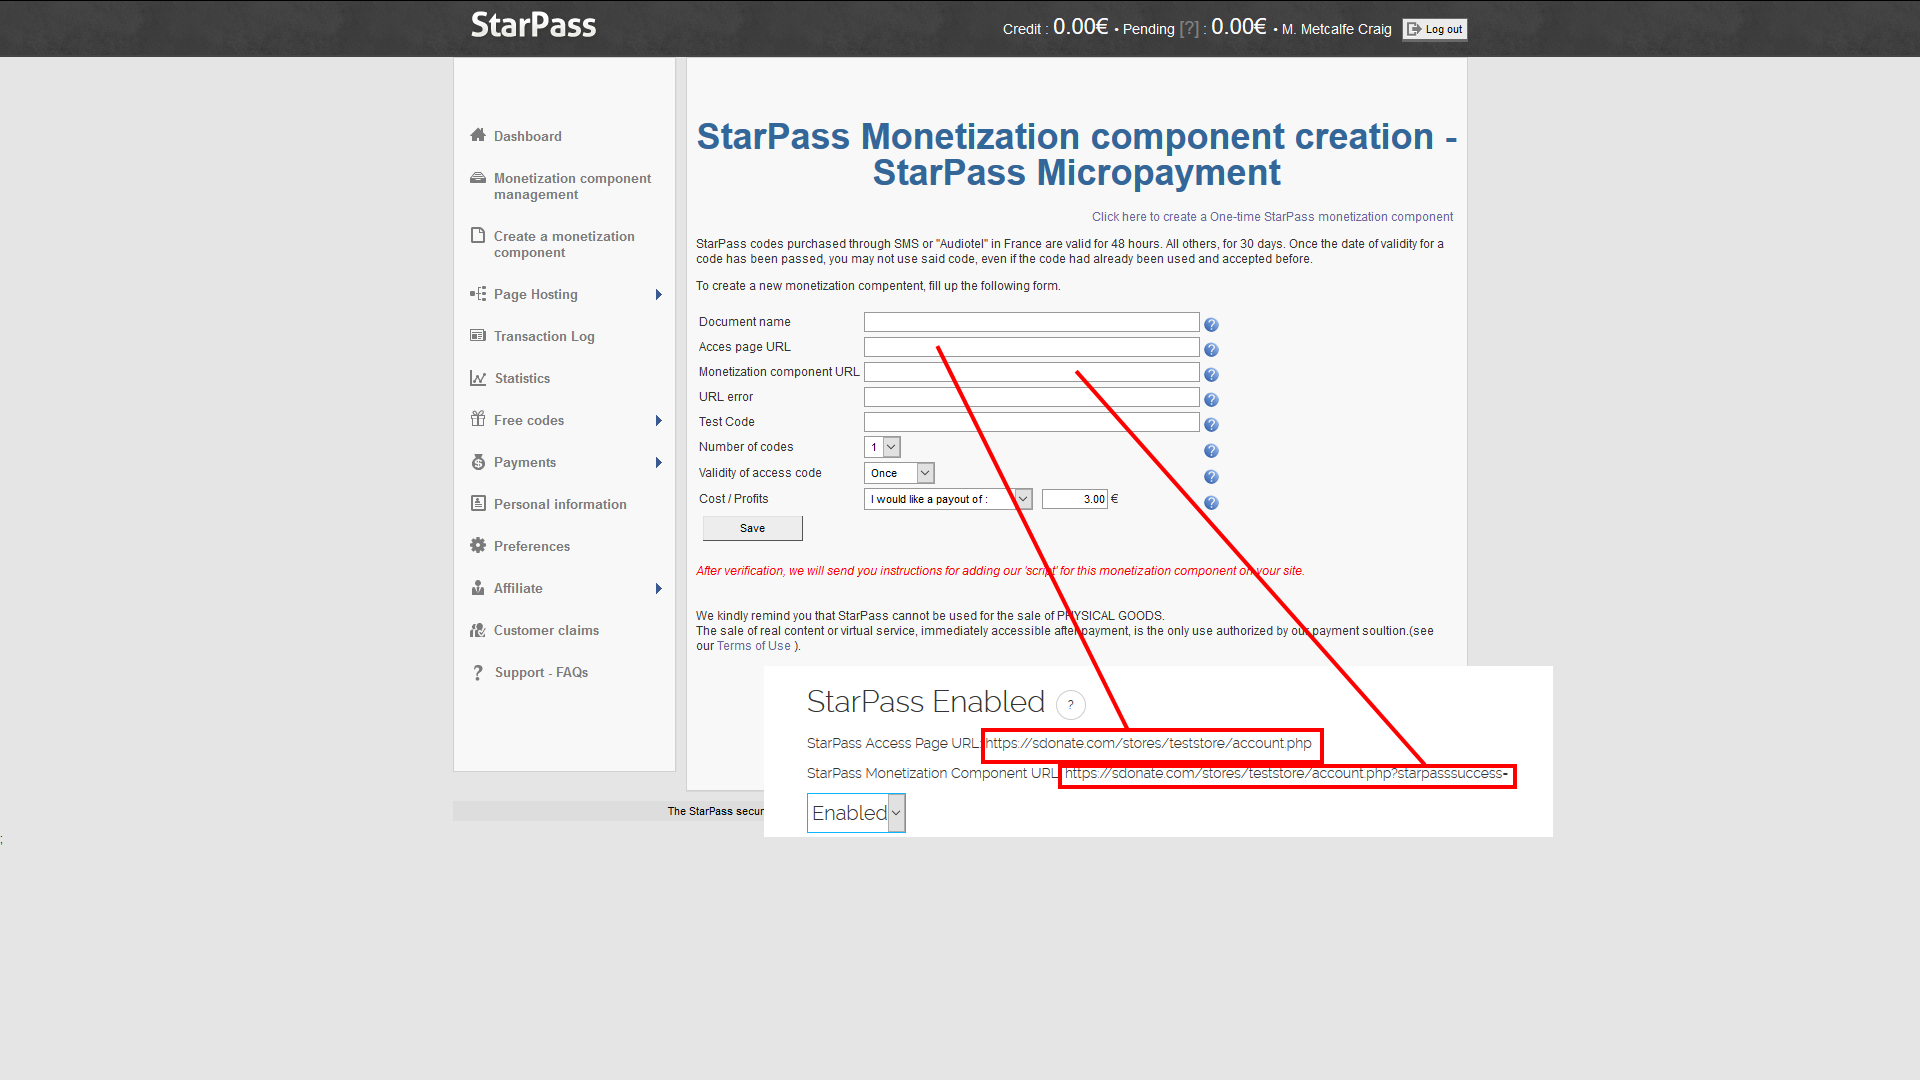 StarPass
Credit : 0.00€ • Pending [?] : 0.00€ • M. Metcalfe Craig
Log out
Dashboard
Monetization component
management
Create a monetization
component
Page Hosting
Transaction Log
Statistics
Free codes
Payments
Personal information
Preferences
Affiliate
Customer claims
Support - FAQs
StarPass Monetization component creation -
StarPass Micropayment
Click here to create a One-time StarPass monetization component
StarPass codes purchased through SMS or "Audiotel" in France are valid for 48 hours. All others, for 30 days. Once the date of validity for a
code has been passed, you may not use said code, even if the code had already been used and accepted before.
To create a new monetization compentent, fill up the following form.
Document name
?
Acces page URL
?
Monetization component URL
?
URL error
?
Test Code
?
Number of codes 1
?
Validity of access code Once
?
Cost / Profits I would like a payout of : 3.00 €
?
Save
After verification, we will send you instructions for adding our 'script' for this monetization component on your site.
We kindly remind you that StarPass cannot be used for the sale of PHYSICAL GOODS.
The sale of real content or virtual service, immediately accessible after payment, is the only use authorized by our payment soultion.(see
our Terms of Use ).
StarPass Enabled ?
StarPass Access Page URL: https://sdonate.com/stores/teststore/account.php
StarPass Monetization Component URL: https://sdonate.com/stores/teststore/account.php?starpasssuccess=
Enabled
The StarPass secur
;